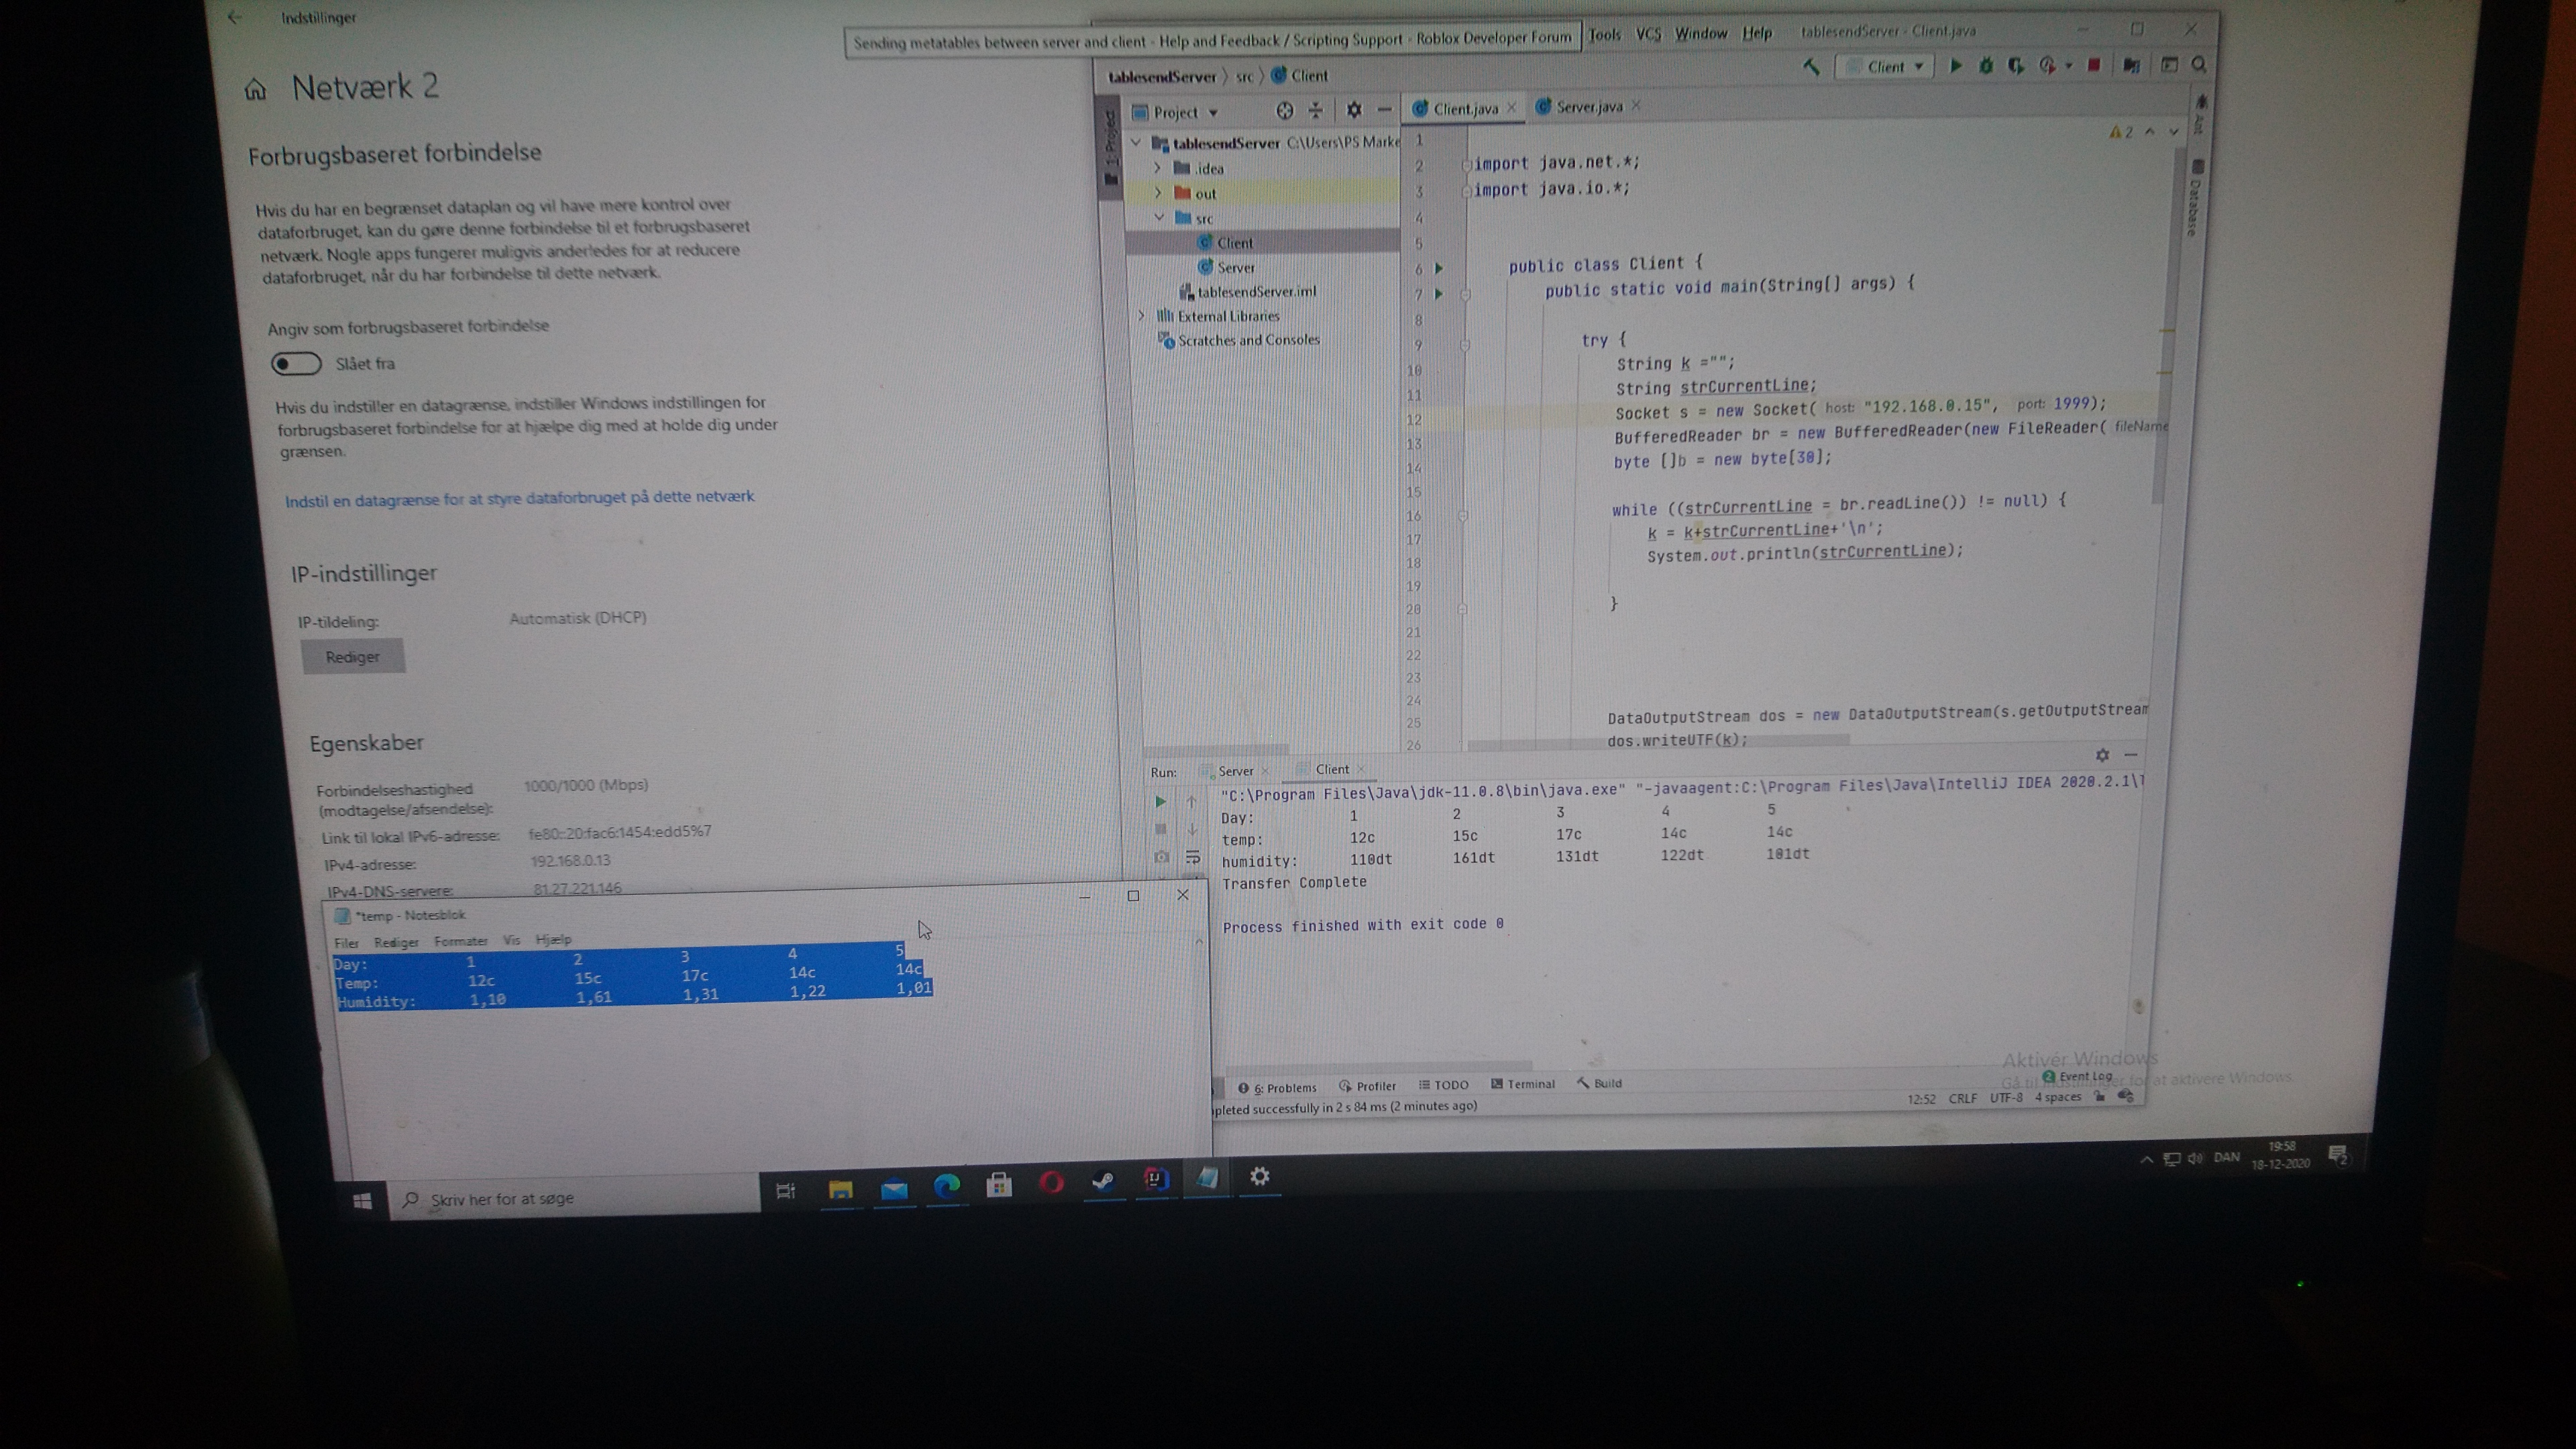 Indstillinger
Netværk 2
Forbrugsbaseret forbindelse
Hvis du har en begrænset dataplan og vil have mere kontrol over
dataforbruget, kan du gøre denne forbindelse til et forbrugsbaseret
netværk. Nogle apps fungerer muligvis anderledes for at reducere
dataforbruget, når du har forbindelse til dette netværk.
Angiv som forbrugsbaseret forbindelse
Slået fra
Hvis du indstiller en datagrænse, indstiller Windows indstillingen for
forbrugsbaseret forbindelse for at hjælpe dig med at holde dig under
grænsen.
Indstil en datagrænse for at styre dataforbruget på dette netværk
IP-indstillinger
IP-tildeling: Automatisk (DHCP)
Rediger
Egenskaber
Forbindelseshastighed 1000/1000 (Mbps)
(modtagelse/afsendelse):
Link til lokal IPv6-adresse: fe80::20:fac6:1454:edd5%7
IPv4-adresse: 192.168.0.13
IPv4-DNS-servere: 81.27.221.146
*temp - Notesblok
Filer Rediger Formater Vis Hjælp
Day: 1 2 3 4 5
Temp: 12c 15c 17c 14c 14c
Humidity: 1,10 1,61 1,31 1,22 1,01
Sending metatables between server and client - Help and Feedback / Scripting Support - Roblox Developer Forum
Tools VCS Window Help tablesendServer - Client.java
tablesendServer src Client
Client
1: Project
Project
Client.java Server.java
tablesendServer C:\Users\PS Marke
.idea
out
src
Client
Server
tablesendServer.iml
External Libraries
Scratches and Consoles
2
Ant
Database
1
2 import java.net.*;
3 import java.io.*;
4
5
6 public class Client {
7 public static void main(String[] args) {
8
9 try {
10 String k ="";
11 String strCurrentLine;
12 Socket s = new Socket( host: "192.168.0.15", port: 1999);
13 BufferedReader br = new BufferedReader(new FileReader( fileName
14 byte []b = new byte[30];
15
16 while ((strCurrentLine = br.readLine()) != null) {
17 k = k+strCurrentLine+'\n';
18 System.out.println(strCurrentLine);
19
20 }
21
22
23
24
25 DataOutputStream dos = new DataOutputStream(s.getOutputStream
26 dos.writeUTF(k);
Run: Server Client
"C:\Program Files\Java\jdk-11.0.8\bin\java.exe" "-javaagent:C:\Program Files\Java\IntelliJ IDEA 2020.2.1\l
Day: 1 2 3 4 5
temp: 12c 15c 17c 14c 14c
humidity: 110dt 161dt 131dt 122dt 101dt
Transfer Complete
Process finished with exit code 0
6: Problems Profiler TODO Terminal Build
2 Event Log
Aktivér Windows
Gå til for at aktivere Windows.
pleted successfully in 2 s 84 ms (2 minutes ago)
12:52 CRLF UTF-8 4 spaces
Skriv her for at søge
DAN
19:58
18-12-2020
2